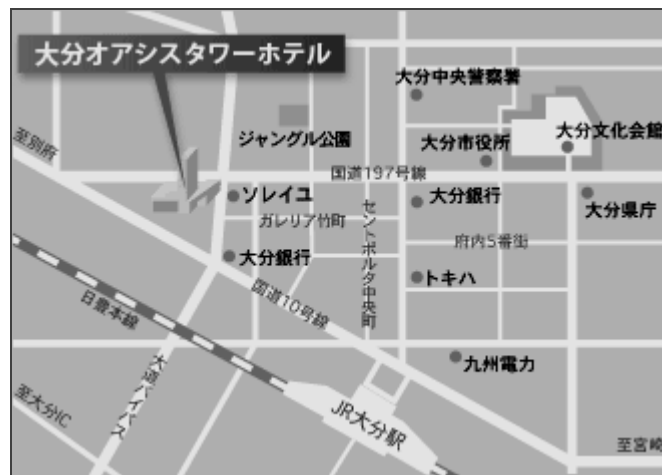 大分オアシスタワーホテル
大分中央警察署
至別府
ジャングル公園
大分市役所
大分文化会館
国道197号線
ソレイユ
大分銀行
大分県庁
ガレリア竹町
セントポルタ中央町
府内5番街
大分銀行
トキハ
国道10号線
日豊本線
大道バイパス
九州電力
至大分IC
JR大分駅
至宮崎